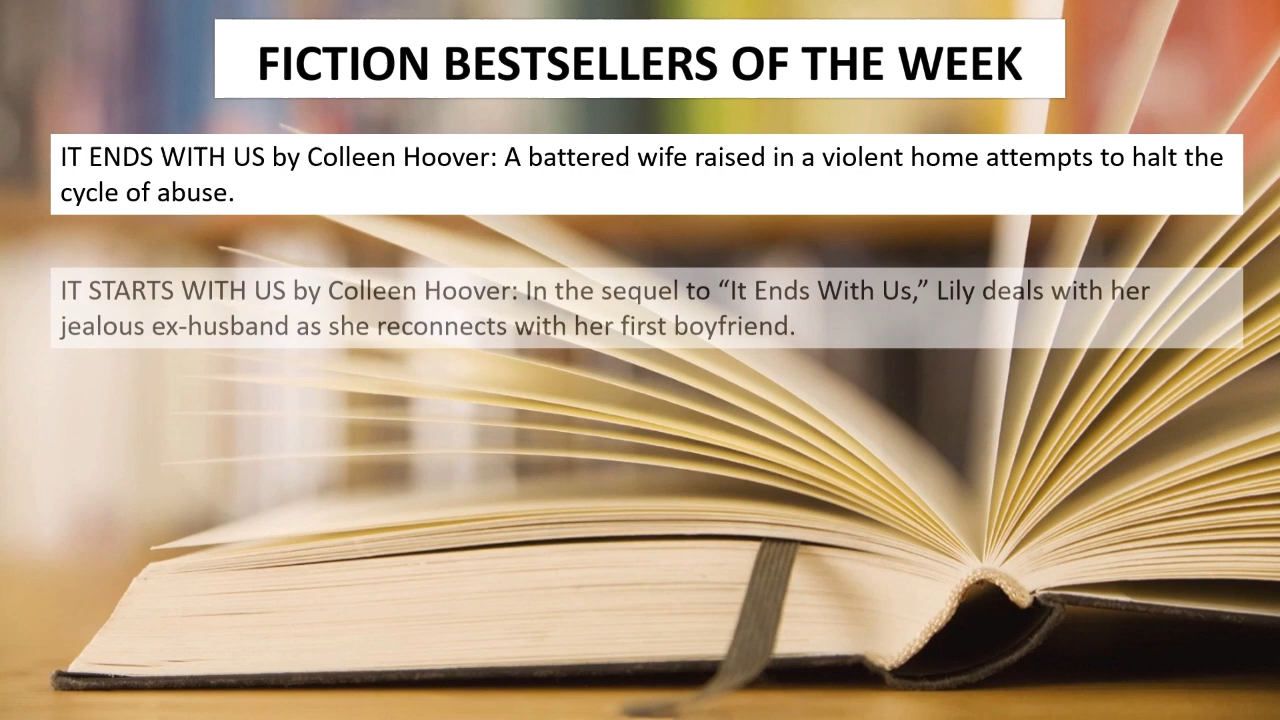 FICTION BESTSELLERS OF THE WEEK
IT ENDS WITH US by Colleen Hoover: A battered wife raised in a violent home attempts to halt the
cycle of abuse.
IT STARTS WITH US by Colleen Hoover: In the sequel to “It Ends With Us,” Lily deals with her
jealous ex-husband as she reconnects with her first boyfriend.